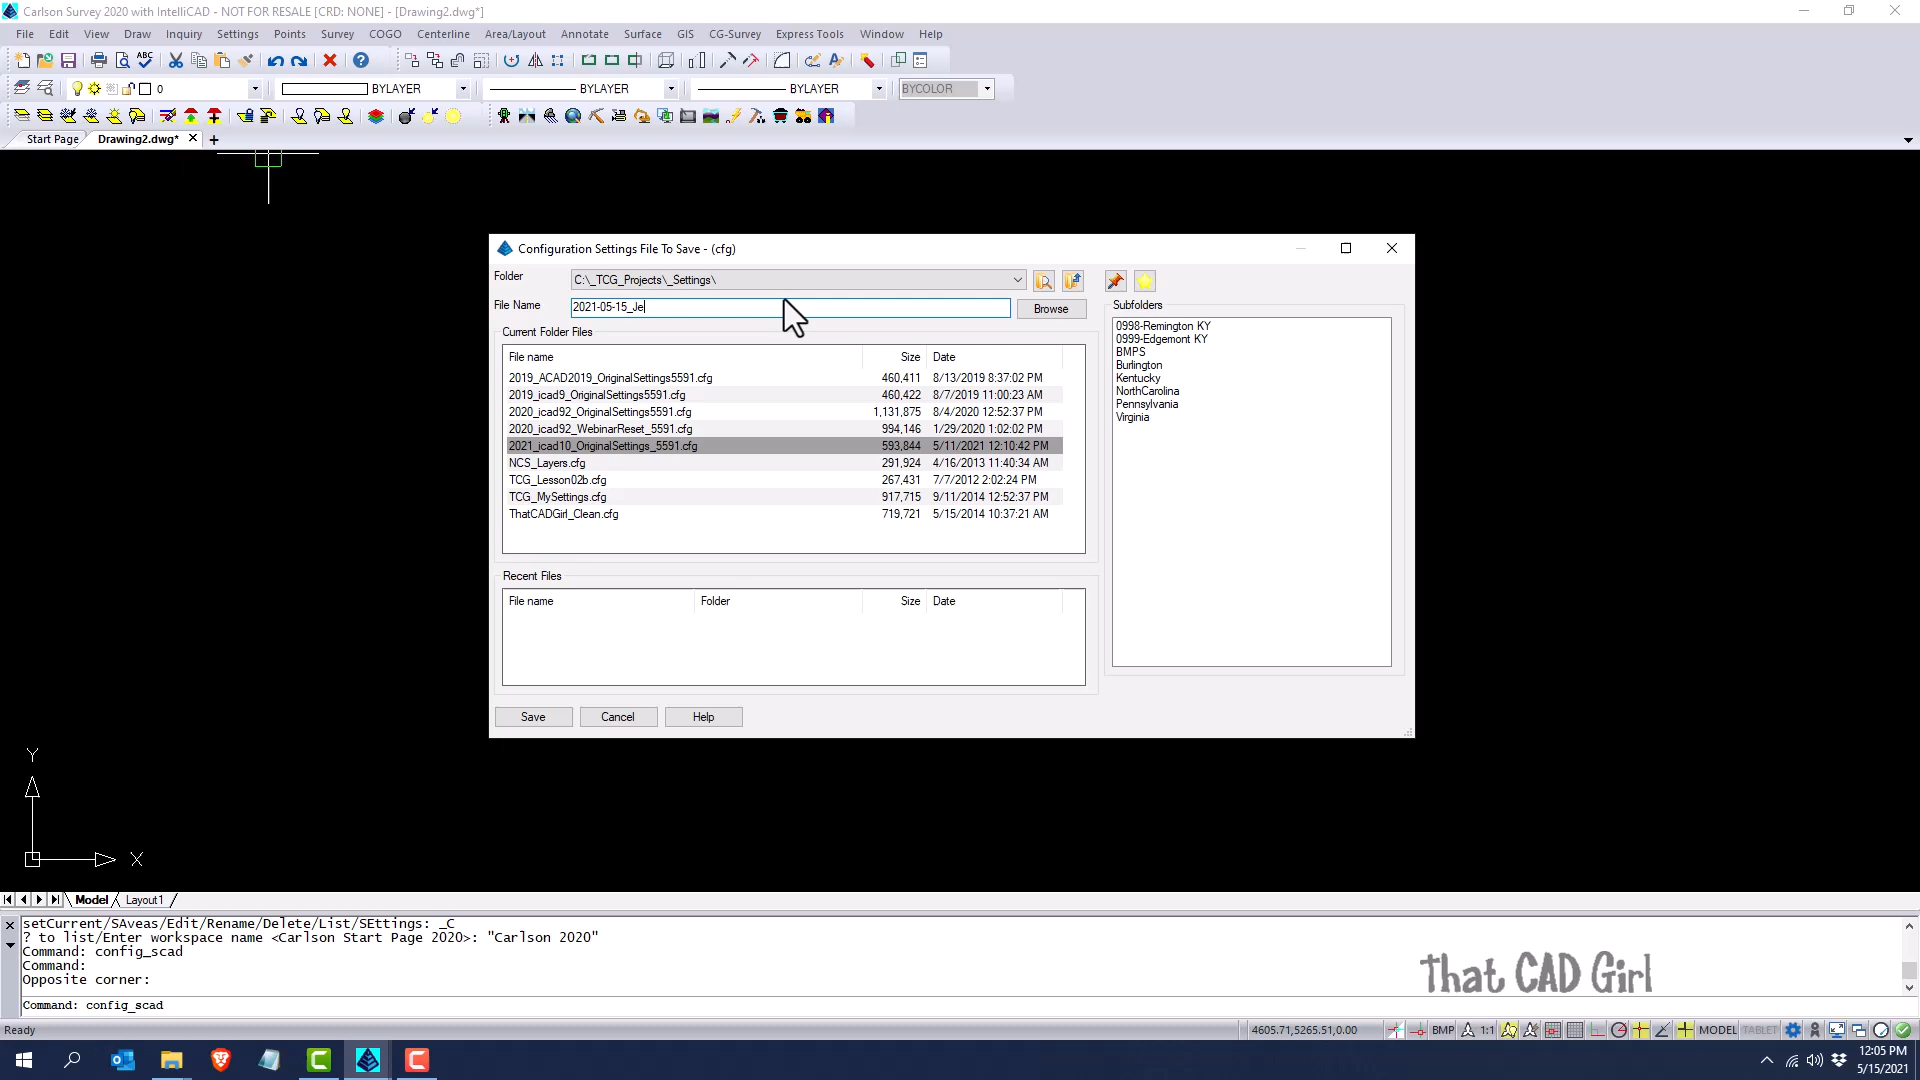 Carlson Survey 2020 with IntelliCAD - NOT FOR RESALE [CRD: NONE] - [Drawing2.dwg*]
File Edit View Draw Inquiry Settings Points Survey COGO Centerline Area/Layout Annotate Surface GIS CG-Survey Express Tools Window Help
ABC
0 BYLAYER BYLAYER BYLAYER BYCOLOR
Start Page Drawing2.dwg*
Configuration Settings File To Save - (cfg)
Folder C:\_TCG_Projects\_Settings\
File Name 2021-05-15_Je Browse
Subfolders
0998-Remington KY
0999-Edgemont KY
BMPS
Burlington
Kentucky
NorthCarolina
Pennsylvania
Virginia
Current Folder Files
File name Size Date
2019_ACAD2019_OriginalSettings5591.cfg 460,411 8/13/2019 8:37:02 PM
2019_icad9_OriginalSettings5591.cfg 460,422 8/7/2019 11:00:23 AM
2020_icad92_OriginalSettings5591.cfg 1,131,875 8/4/2020 12:52:37 PM
2020_icad92_WebinarReset_5591.cfg 994,146 1/29/2020 1:02:02 PM
2021_icad10_OriginalSettings_5591.cfg 593,844 5/11/2021 12:10:42 PM
NCS_Layers.cfg 291,924 4/16/2013 11:40:34 AM
TCG_Lesson02b.cfg 267,431 7/7/2012 2:02:24 PM
TCG_MySettings.cfg 917,715 9/11/2014 12:52:37 PM
ThatCADGirl_Clean.cfg 719,721 5/15/2014 10:37:21 AM
Recent Files
File name Folder Size Date
Save Cancel Help
Y
X
Model Layout1
setCurrent/SAveas/Edit/Rename/Delete/List/SEttings: _C
? to list/Enter workspace name <Carlson Start Page 2020>: "Carlson 2020"
Command: config_scad
Command:
Opposite corner:
Command: config_scad
That CAD Girl
Ready 4605.71,5265.51,0.00 BMP 1:1 MODEL TABLET
12:05 PM
5/15/2021